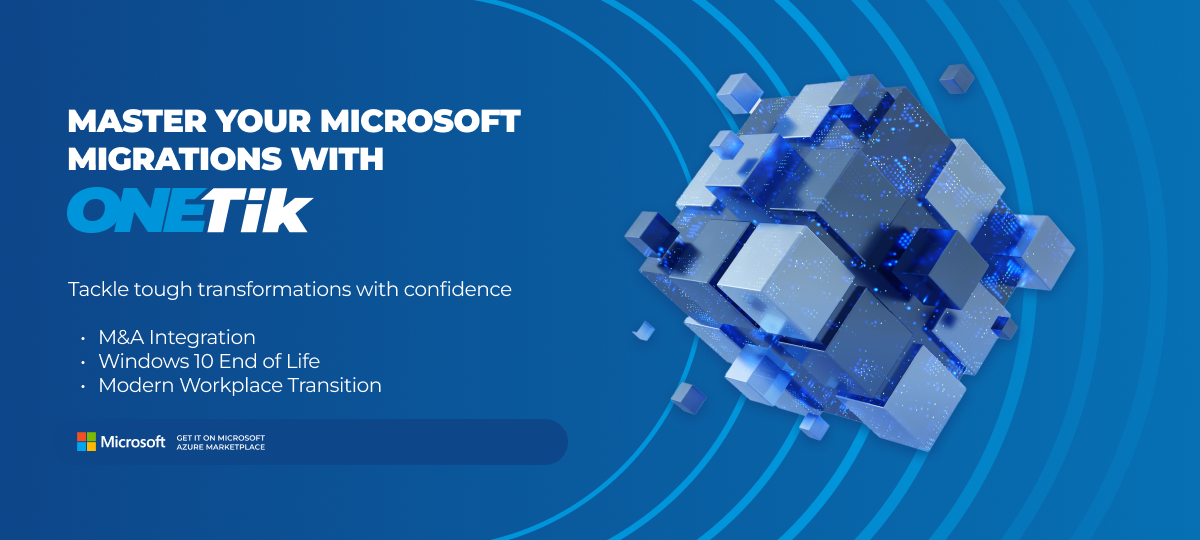 MASTER YOUR MICROSOFT
MIGRATIONS WITH
ONETik
Tackle tough transformations with confidence
• M&A Integration
• Windows 10 End of Life
• Modern Workplace Transition
Microsoft GET IT ON MICROSOFT
AZURE MARKETPLACE